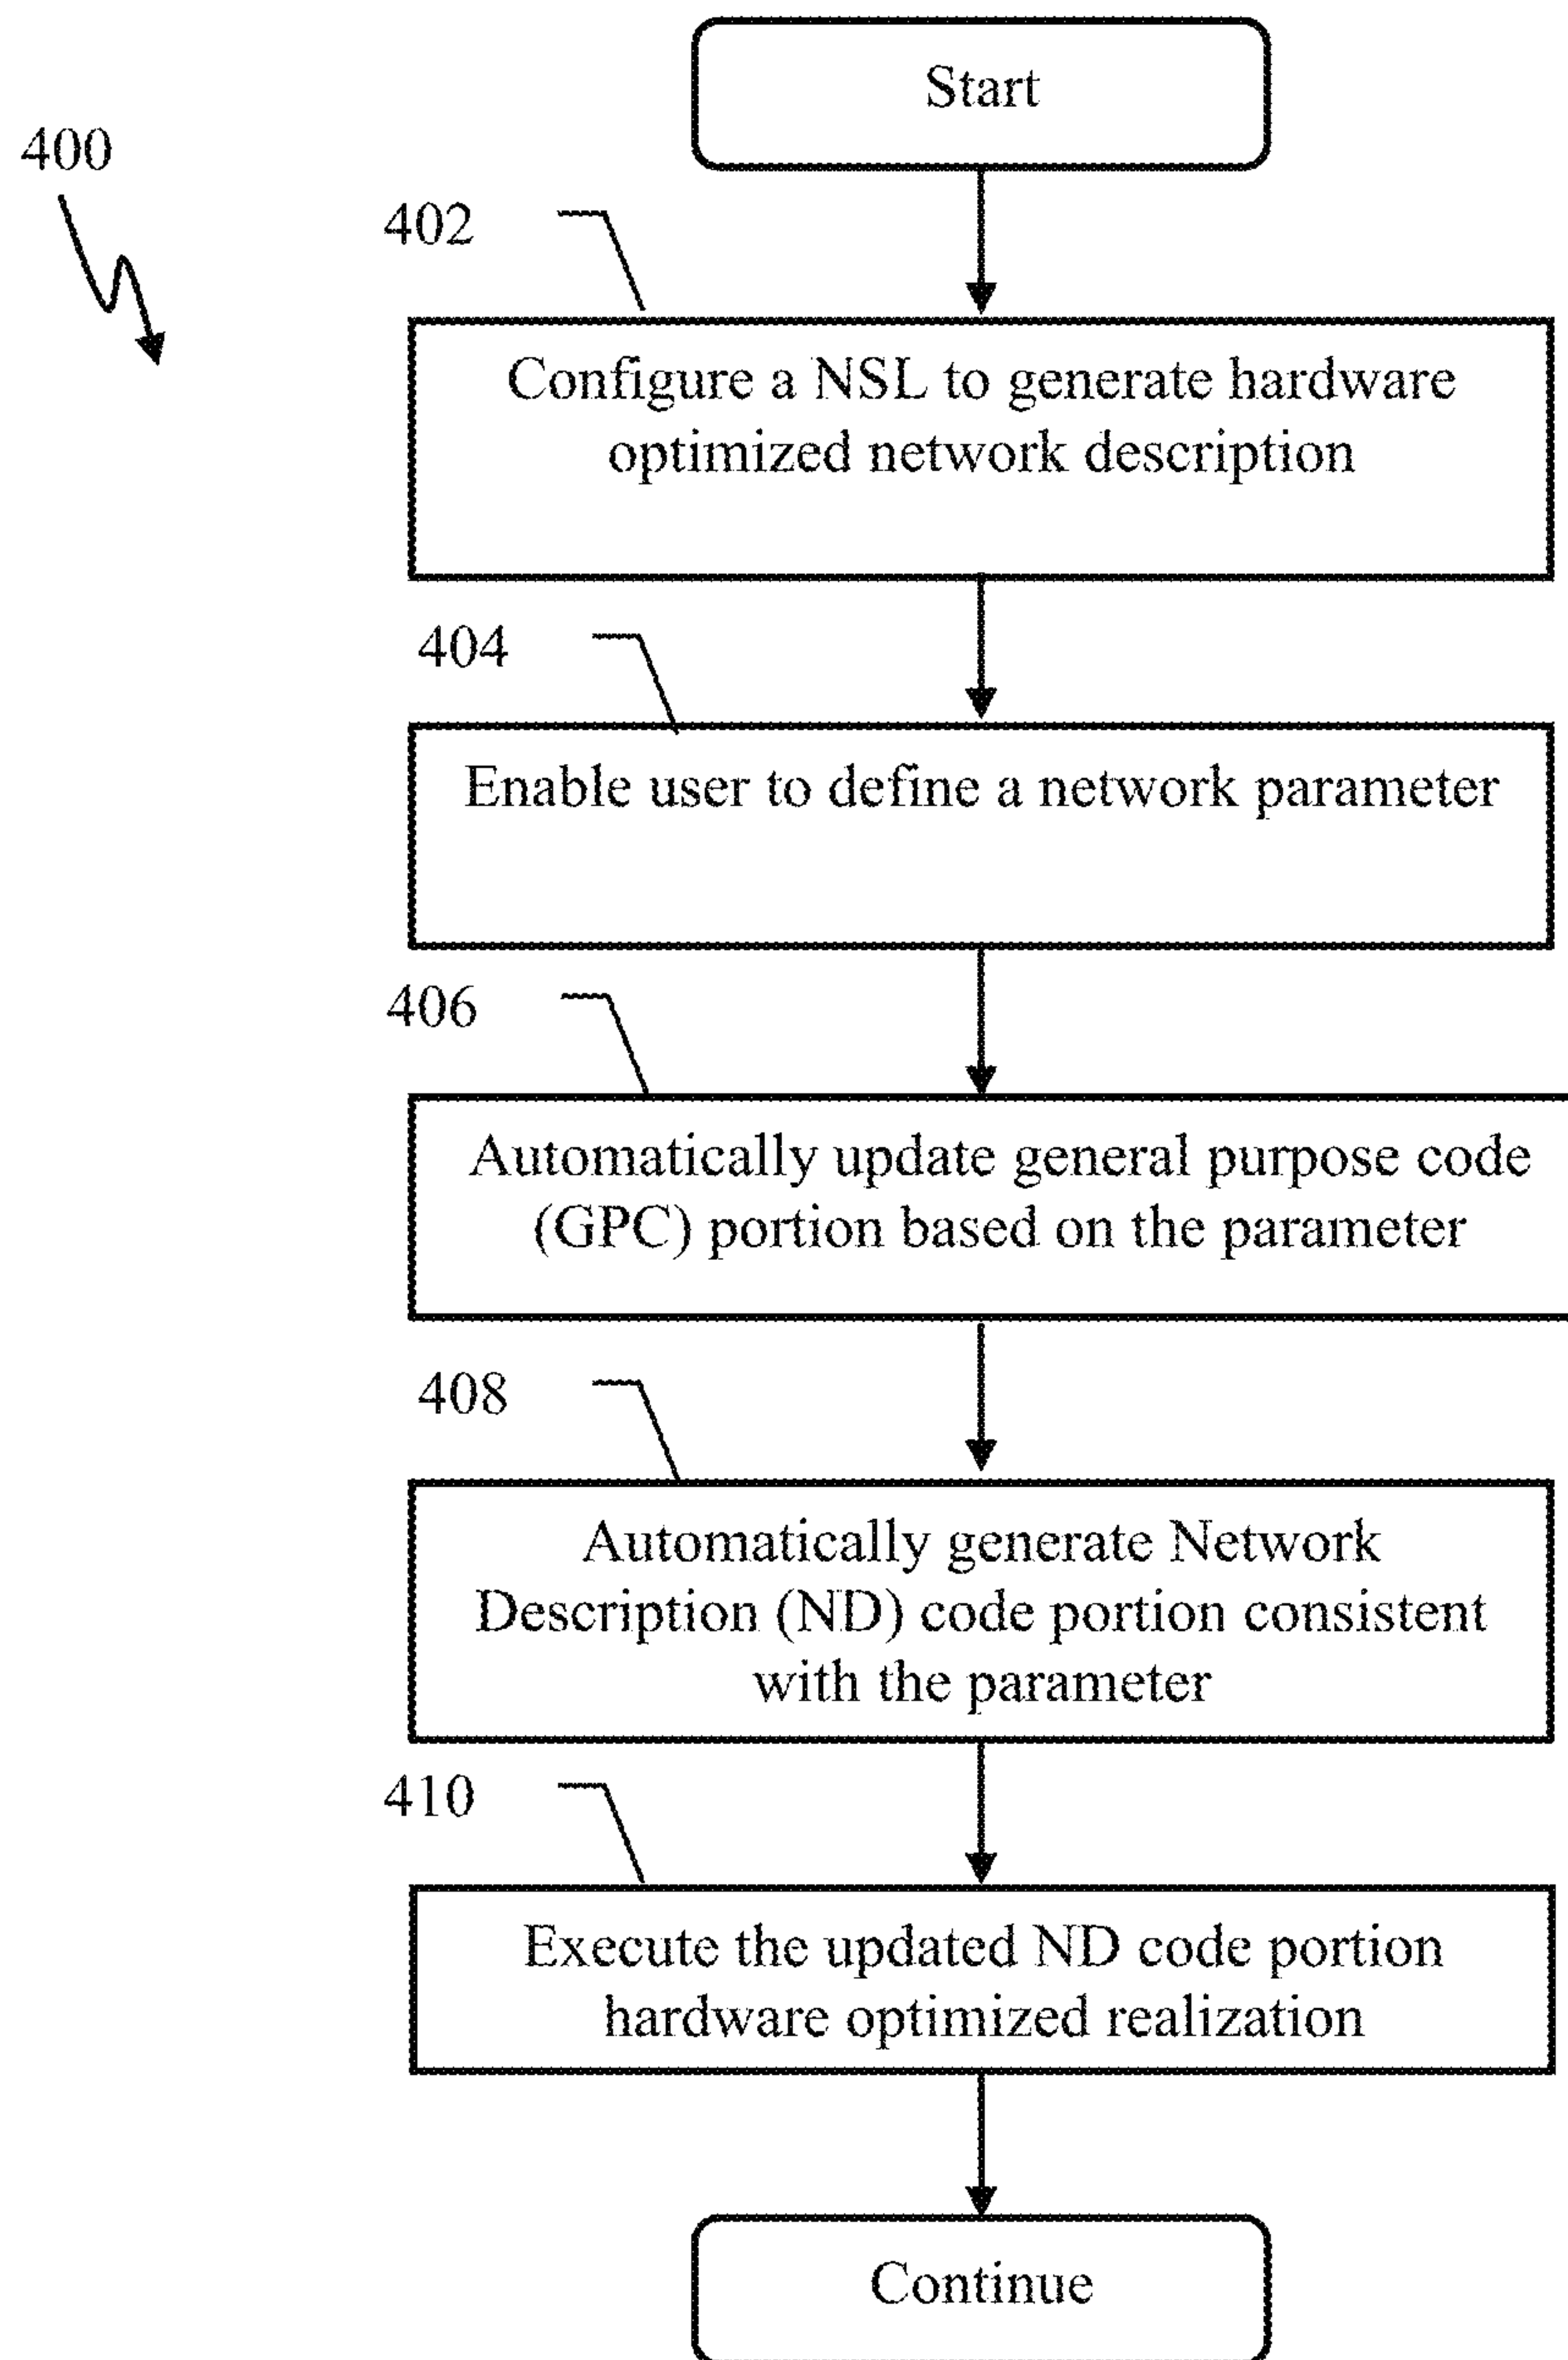 Start
400
402
Configure a NSL to generate hardware
optimized network description
404
Enable user to define a network parameter
406
Automatically update general purpose code
(GPC) portion based on the parameter
408
Automatically generate Network
Description (ND) code portion consistent
with the parameter
410
Execute the updated ND code portion
hardware optimized realization
Continue